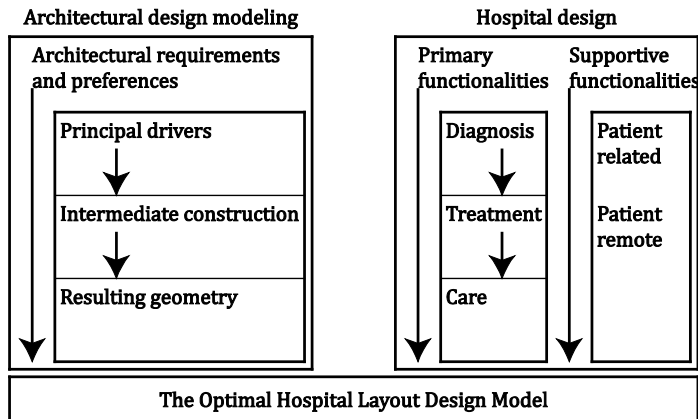 Architectural design modeling
Architectural requirements
and preferences
Principal drivers
Intermediate construction
Resulting geometry
Hospital design
Primary
functionalities
Diagnosis
Treatment
Care
Supportive
functionalities
Patient
related
Patient
remote
The Optimal Hospital Layout Design Model